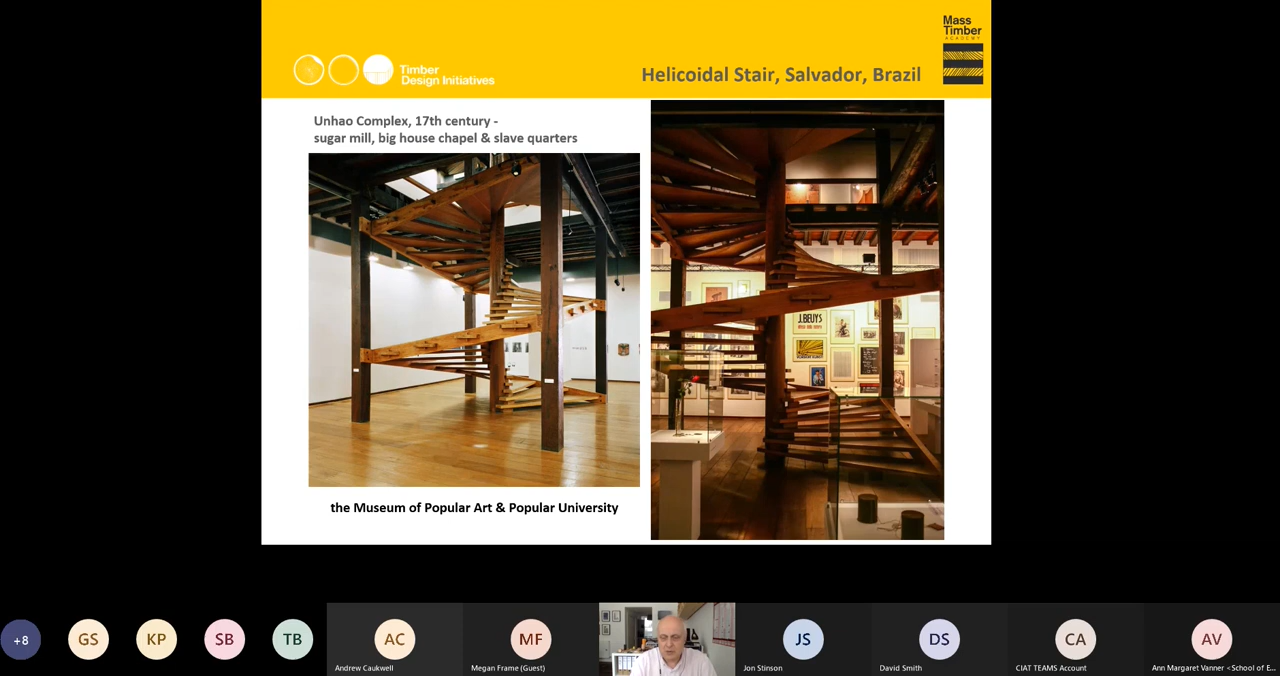 Mass
Timber
ACADEMY
Timber
Design Initiatives
Helicoidal Stair, Salvador, Brazil
Unhao Complex, 17th century -
sugar mill, big house chapel & slave quarters
J.BEUYS
the Museum of Popular Art & Popular University
+8
GS
KP
SB
TB
AC
MF
JS
DS
CA
AV
Andrew Caukwell
Megan Frame (Guest)
Jon Stinson
David Smith
CIAT TEAMS Account
Ann Margaret Vanner <School of E...